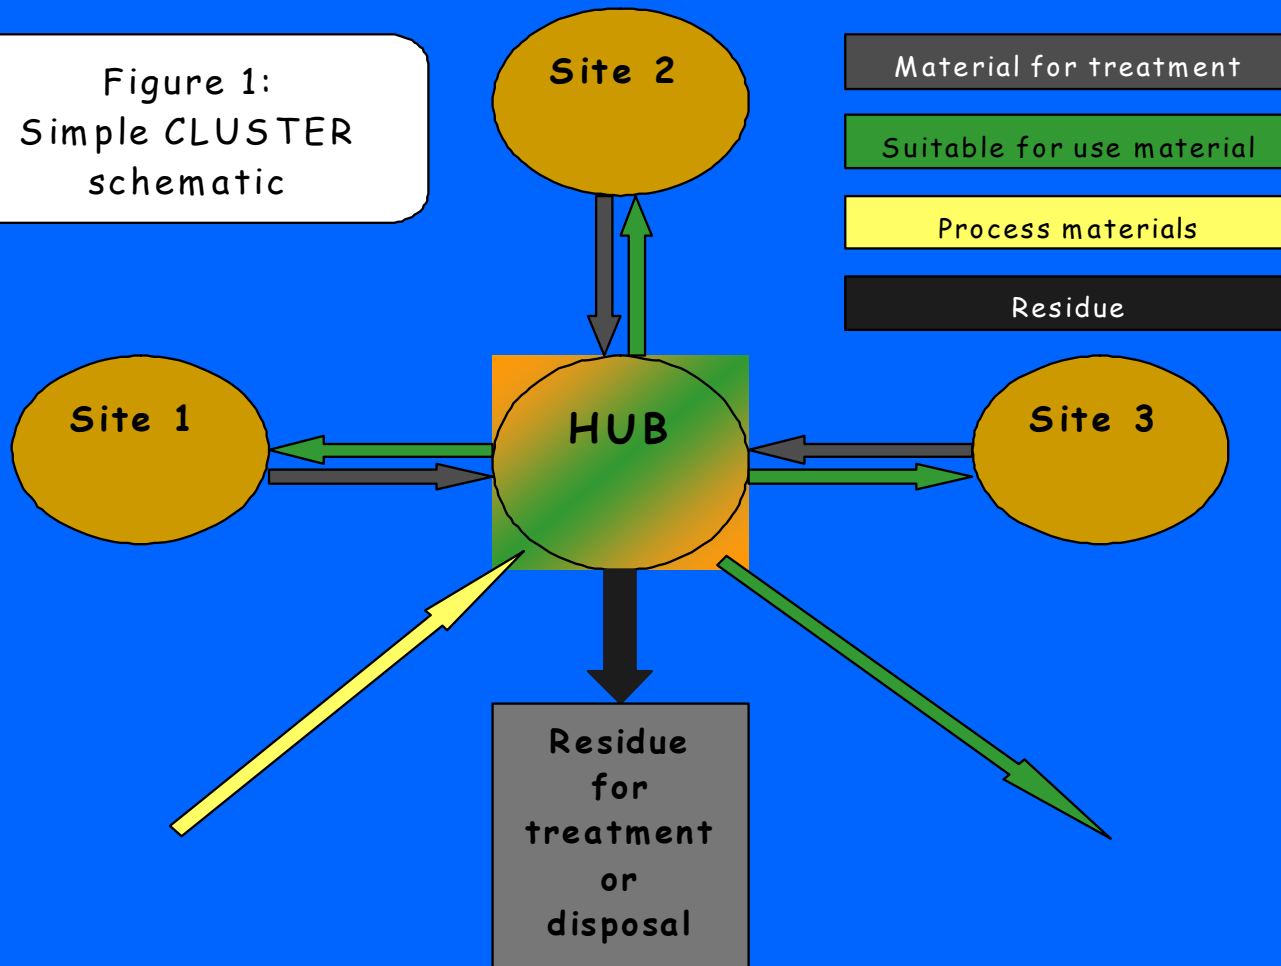 Figure 1:
Simple CLUSTER
schematic
Site 2
Material for treatment
Suitable for use material
Process materials
Residue
Site 1
HUB
Site 3
Residue
for
treatment
or
disposal